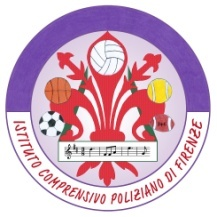 ISTITUTO COMPRENSIVO POLIZIANO DI FIRENZE